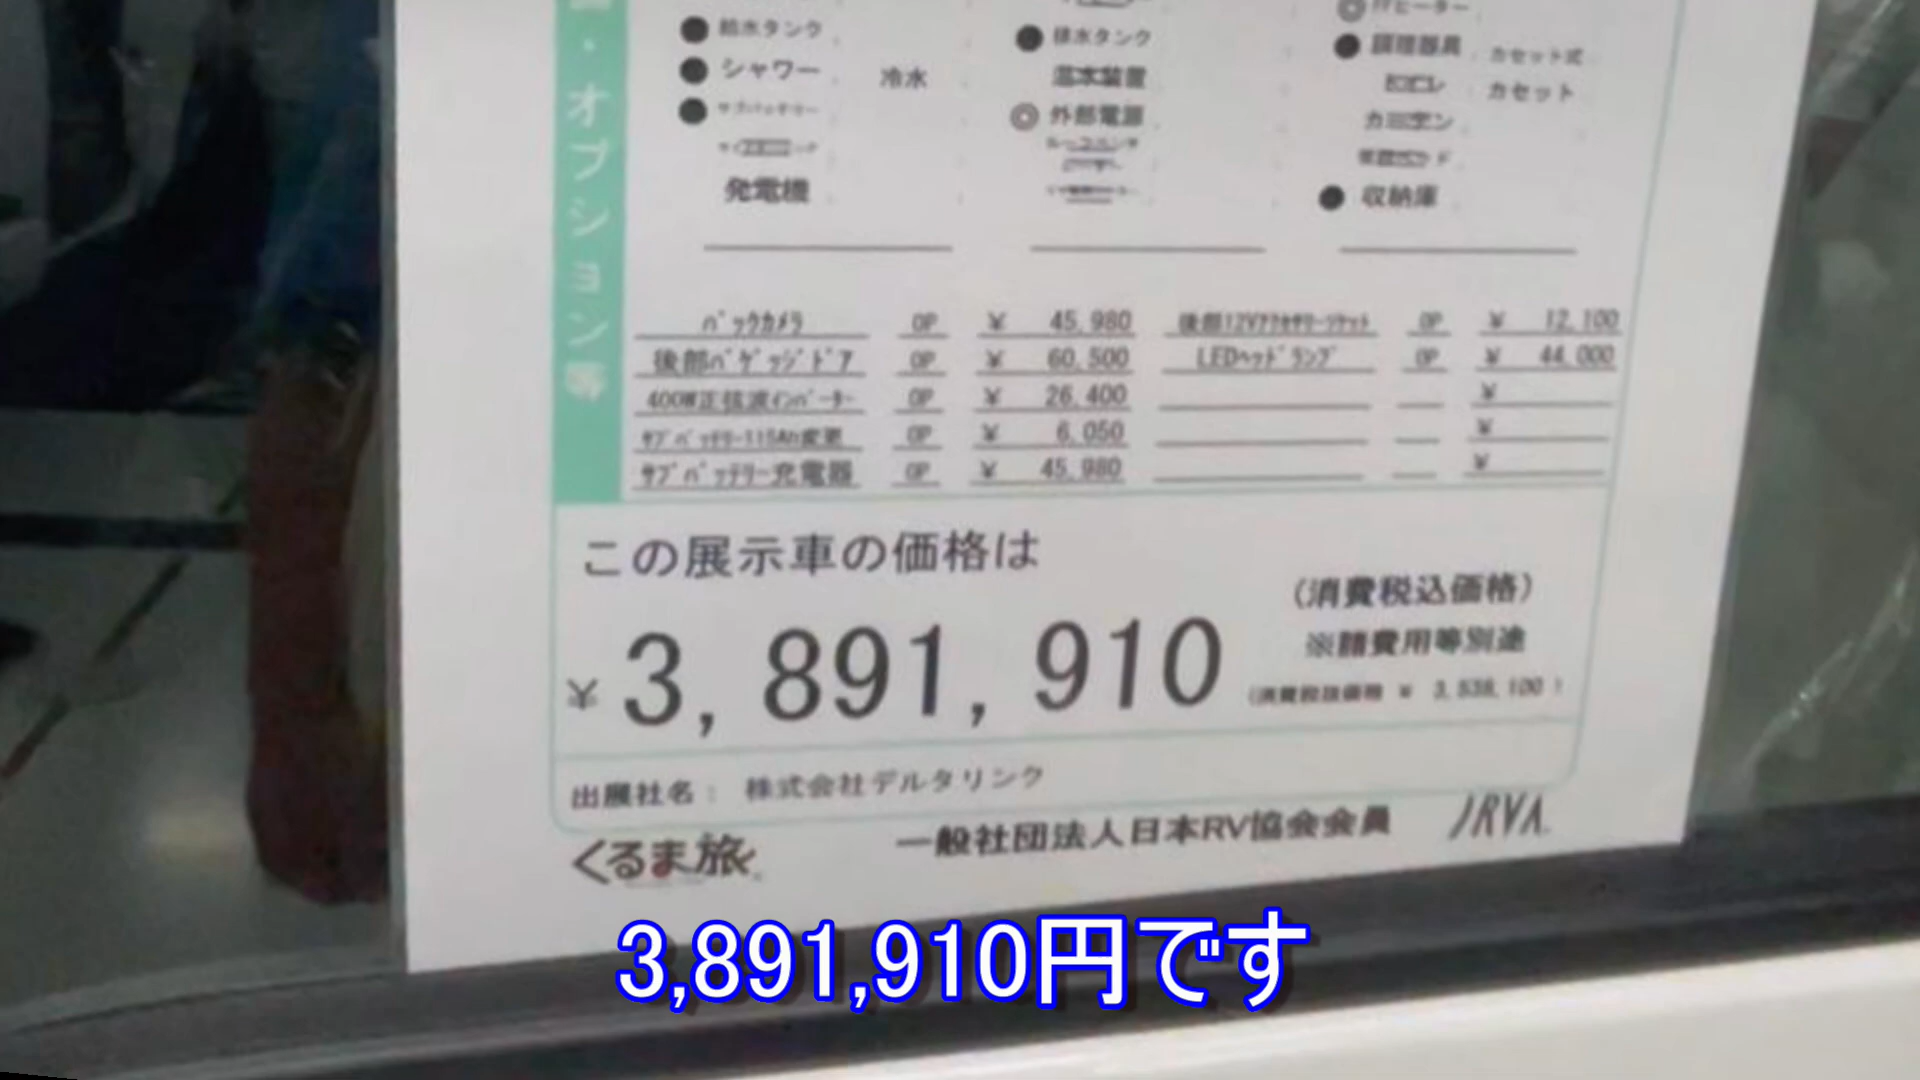 ・オプション等
給水タンク 排水タンク 調理器具 カセット式
シャワー 冷水 温水装置 カセット
サブバッテリー 外部電源
発電機 収納庫
バックカメラ OP ¥ 45,980 後部12Vアクセサリーソケット OP ¥ 12,100
後部バゲッジドア OP ¥ 60,500 LEDヘッドランプ OP ¥ 44,000
400W正弦波インバーター OP ¥ 26,400 ¥
サブバッテリー115Ah変更 OP ¥ 6,050 ¥
サブバッテリー充電器 OP ¥ 45,980 ¥
この展示車の価格は
(消費税込価格)
※諸費用等別途
¥3,891,910
(消費税抜価格 ¥ 3,538,100 )
出展社名： 株式会社デルタリンク
くるま旅 一般社団法人日本RV協会会員 JRVA
3,891,910円です